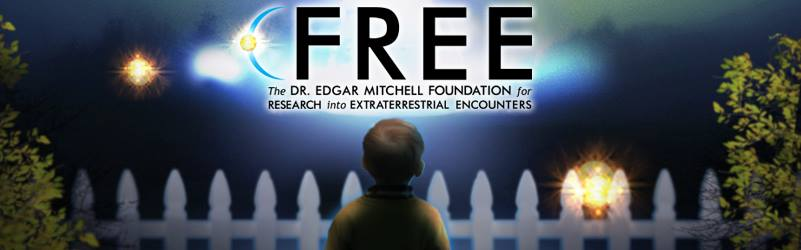 FREE
The DR. EDGAR MITCHELL FOUNDATION for
RESEARCH into EXTRATERRESTRIAL ENCOUNTERS